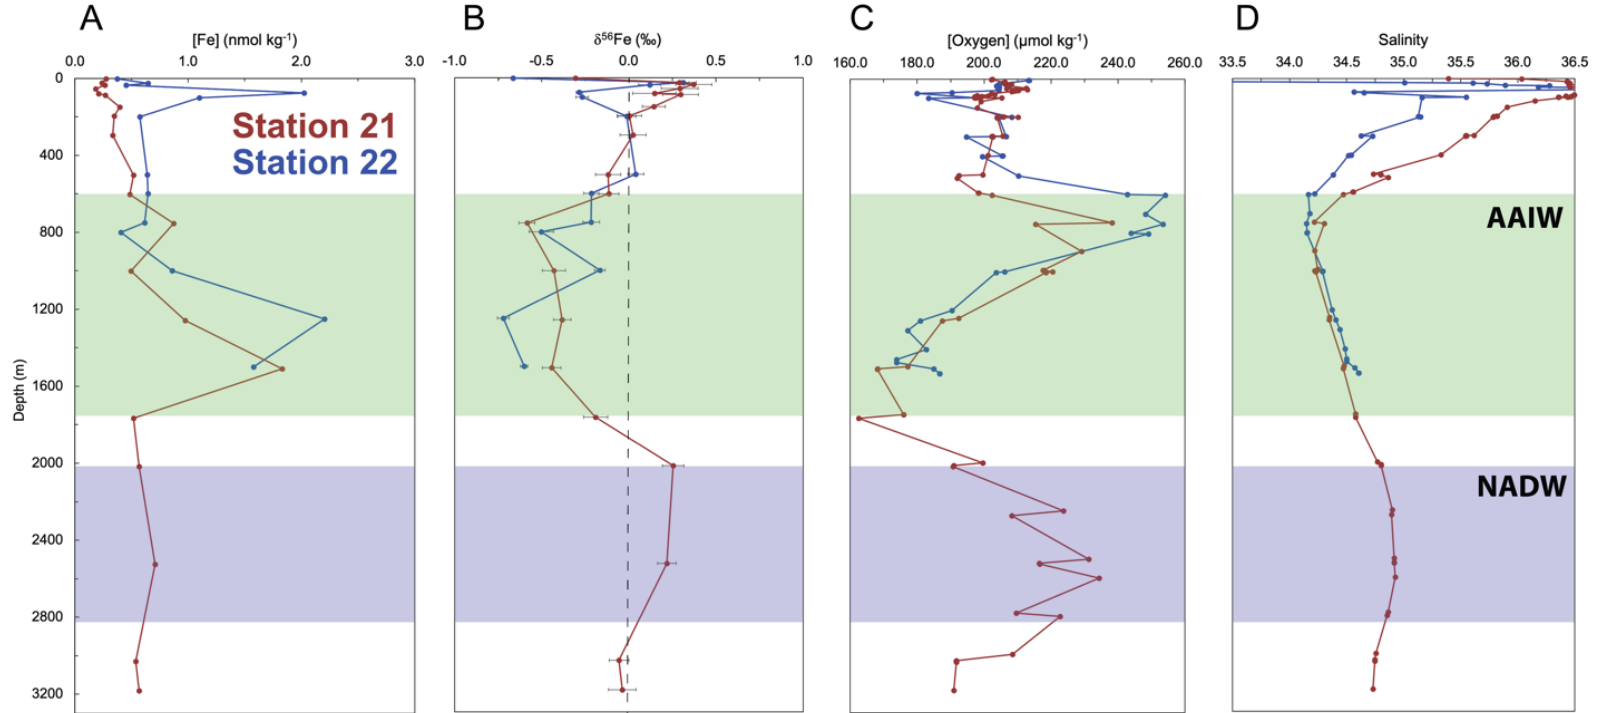 A
B
C
D
[Fe] (nmol kg-1)
δ56Fe (‰)
[Oxygen] (µmol kg-1)
Salinity
0.0 1.0 2.0 3.0
-1.0 -0.5 0.0 0.5 1.0
160.0 180.0 200.0 220.0 240.0 260.0
33.5 34.0 34.5 35.0 35.5 36.0 36.5
0
400
800
1200
1600
2000
2400
2800
3200
Depth (m)
Station 21
Station 22
AAIW
NADW